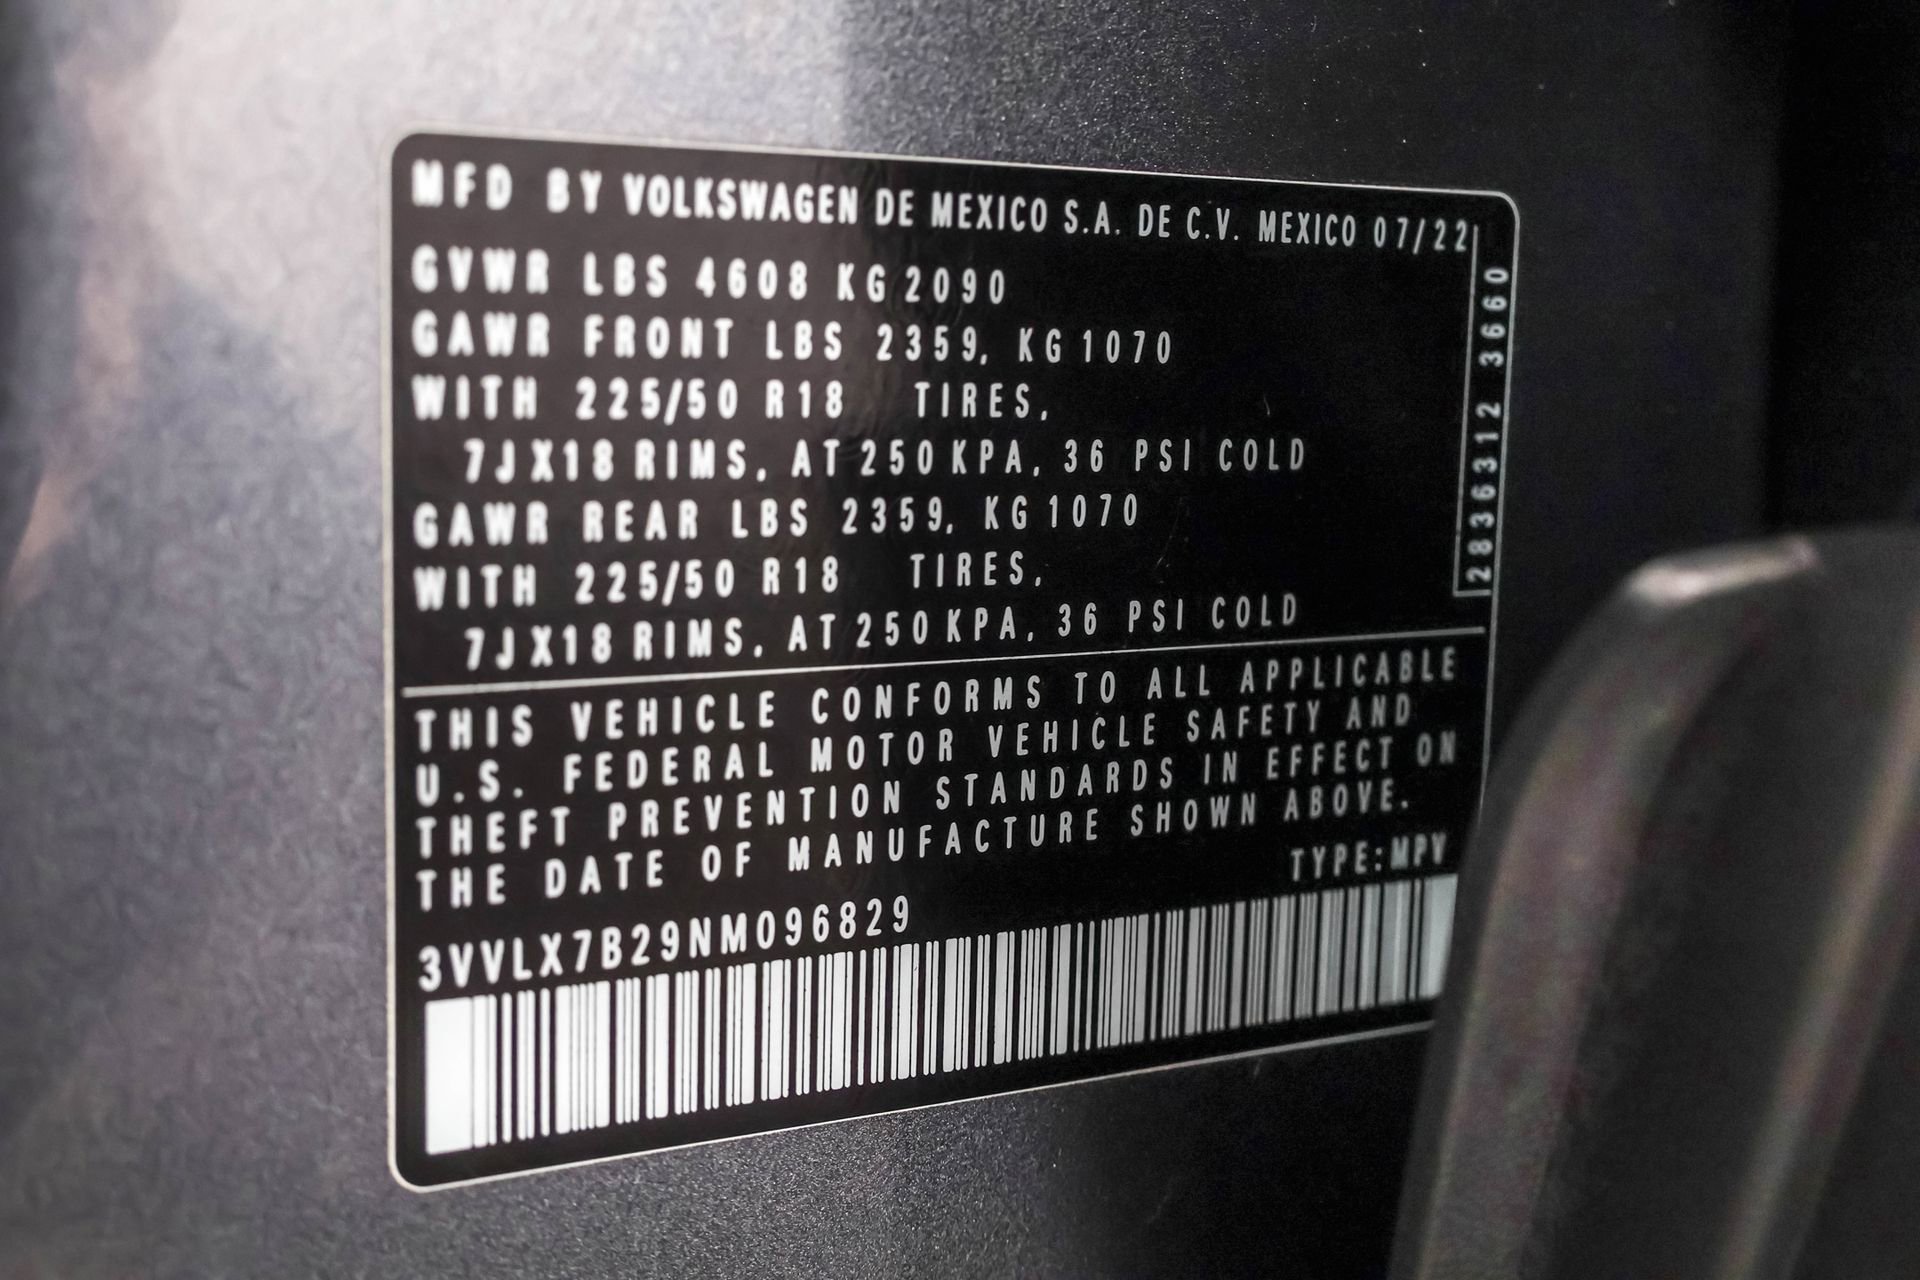 MFD BY VOLKSWAGEN DE MEXICO S.A. DE C.V. MEXICO 07/22
GVWR LBS 4608 KG 2090
GAWR FRONT LBS 2359, KG 1070
WITH 225/50 R18 TIRES,
7JX18 RIMS, AT 250 KPA, 36 PSI COLD
GAWR REAR LBS 2359, KG 1070
WITH 225/50 R18 TIRES,
7JX18 RIMS, AT 250 KPA, 36 PSI COLD
2836312 3660
THIS VEHICLE CONFORMS TO ALL APPLICABLE
U.S. FEDERAL MOTOR VEHICLE SAFETY AND
THEFT PREVENTION STANDARDS IN EFFECT ON
THE DATE OF MANUFACTURE SHOWN ABOVE.
TYPE:MPV
3VVLX7B29NM096829